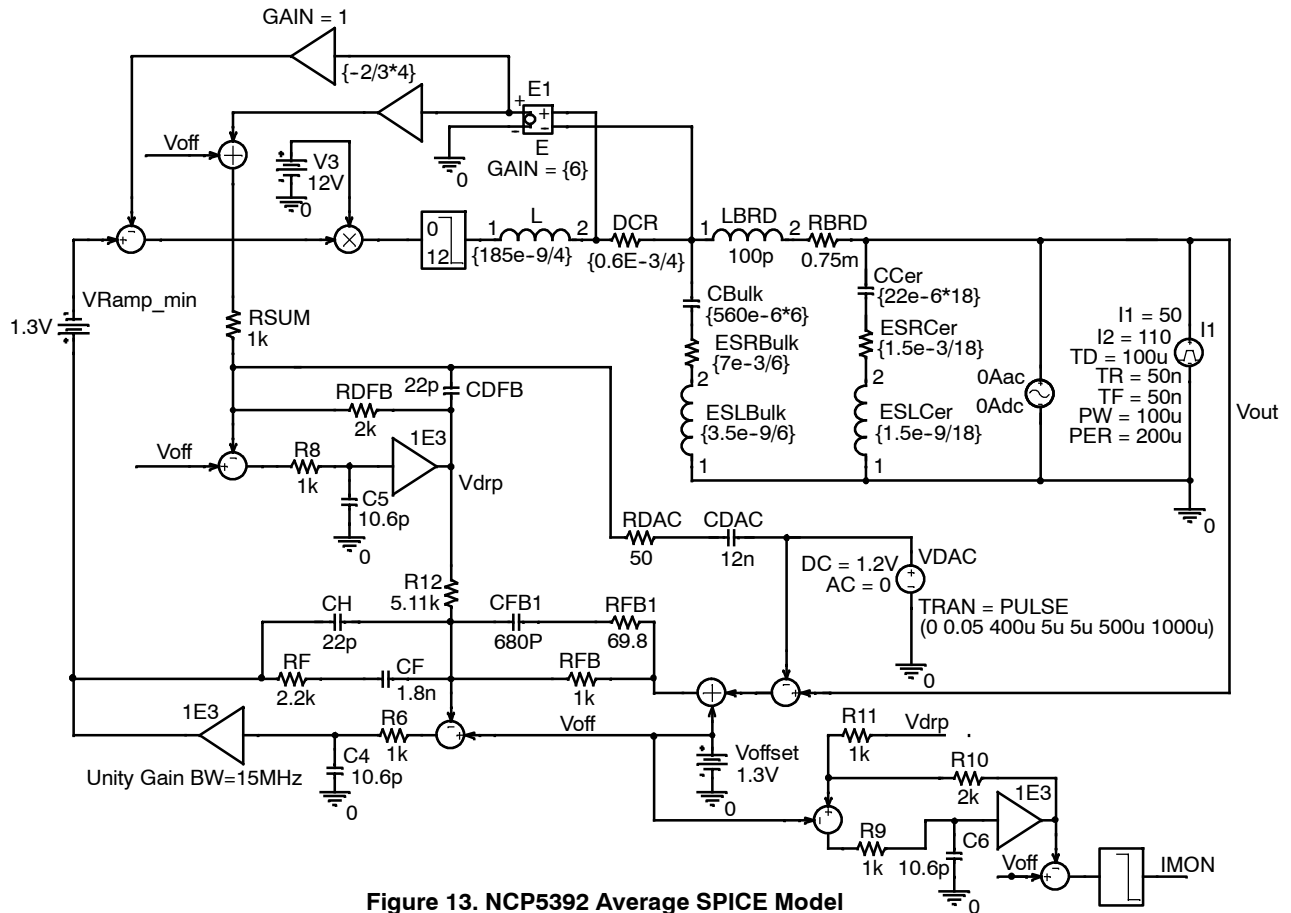 GAIN = 1
{-2/3*4}
E1
+
-
+
-
E
GAIN = {6}
0
Voff
+
V3
12V
0
+
-
×
0
12
1
L
2
{185e-9/4}
DCR
{0.6E-3/4}
1
LBRD
2
100p
RBRD
0.75m
CBulk
{560e-6*6}
ESRBulk
{7e-3/6}
2
ESLBulk
{3.5e-9/6}
1
CCer
{22e-6*18}
ESRCer
{1.5e-3/18}
2
ESLCer
{1.5e-9/18}
1
0Aac
0Adc
I1 = 50
I2 = 110
TD = 100u
TR = 50n
TF = 50n
PW = 100u
PER = 200u
I1
0
Vout
VRamp_min
1.3V
RSUM
1k
22p
CDFB
RDFB
2k
Voff
-
+
R8
1k
C5
10.6p
0
1E3
Vdrp
RDAC
50
CDAC
12n
DC = 1.2V
AC = 0
VDAC
+
-
TRAN = PULSE
(0 0.05 400u 5u 5u 500u 1000u)
0
R12
5.11k
CH
22p
CFB1
680P
RFB1
69.8
RF
2.2k
CF
1.8n
RFB
1k
+
-
+
1E3
Unity Gain BW=15MHz
R6
1k
C4
10.6p
0
-
+
Voff
Voffset
1.3V
0
R11
1k
Vdrp
R10
2k
+
-
R9
1k
10.6p
C6
0
1E3
Voff
-
+
IMON
Figure 13. NCP5392 Average SPICE Model